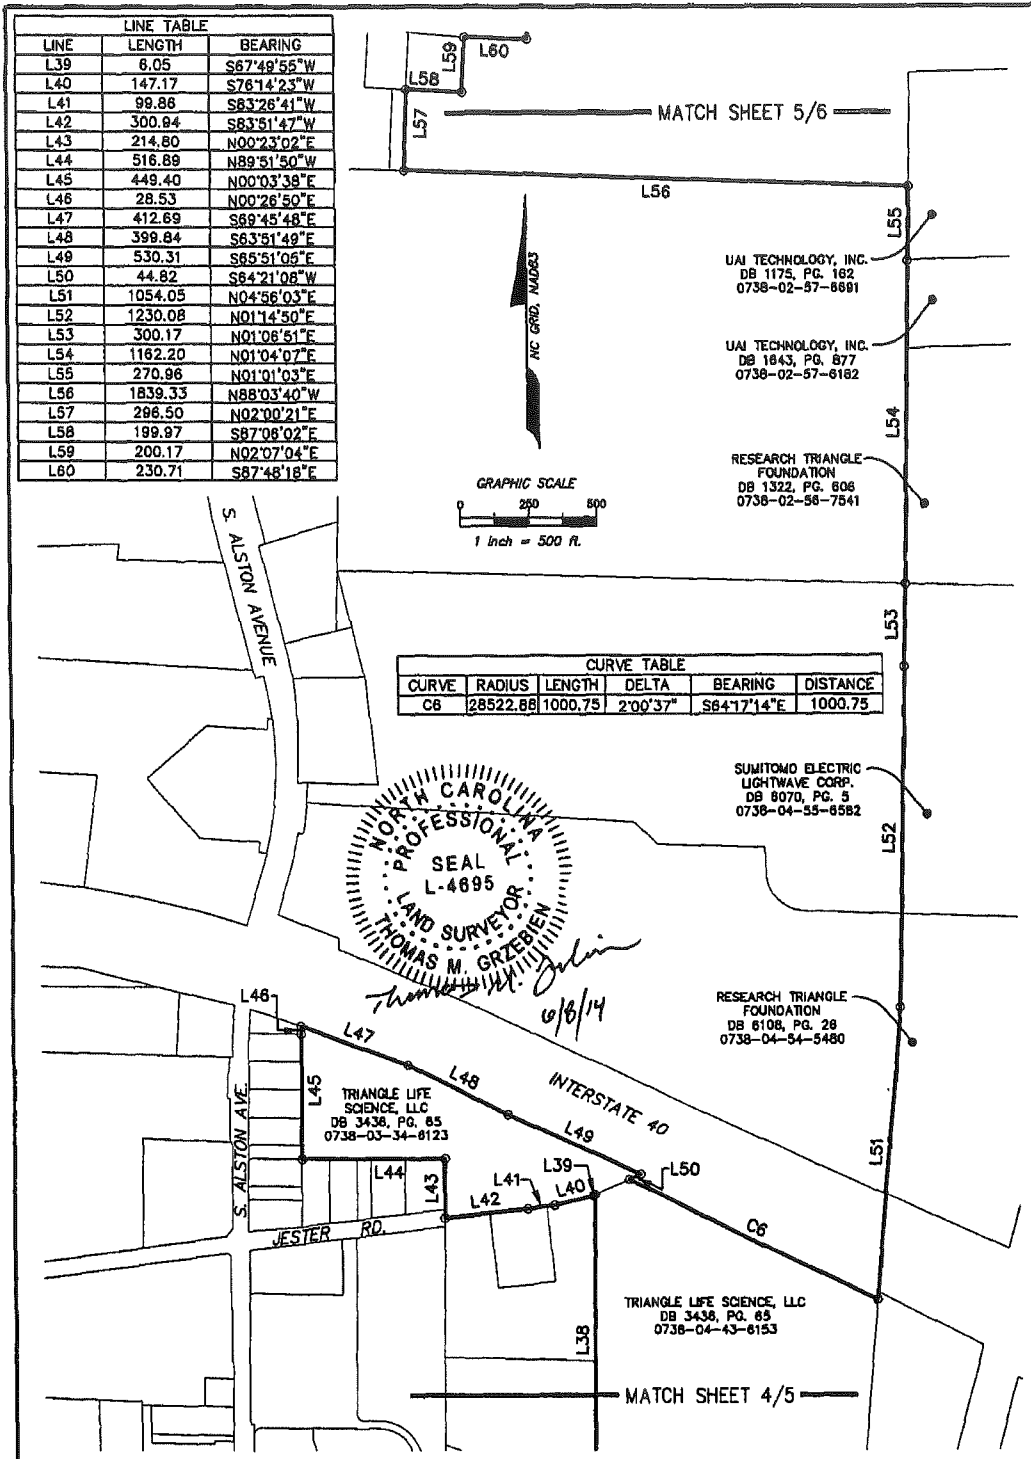 LINE TABLE
LINE LENGTH BEARING
L39 6.05 S67°49'55"W
L40 147.17 S76°14'23"W
L41 99.86 S83°26'41"W
L42 300.94 S83°51'47"W
L43 214.80 N00°23'02"E
L44 516.89 N89°51'50"W
L45 449.40 N00°03'38"E
L46 28.53 N00°26'50"E
L47 412.69 S69°45'48"E
L48 399.84 S63°51'49"E
L49 530.31 S65°51'05"E
L50 44.82 S64°21'08"W
L51 1054.05 N04°56'03"E
L52 1230.08 N01°14'50"E
L53 300.17 N01°06'51"E
L54 1162.20 N01°04'07"E
L55 270.96 N01°01'03"E
L56 1839.33 N88°03'40"W
L57 296.50 N02°00'21"E
L58 199.97 S87°06'02"E
L59 200.17 N02°07'04"E
L60 230.71 S87°48'18"E
L59
L60
L58
L57
MATCH SHEET 5/6
L56
L55
NC GRID, NAD83
UAI TECHNOLOGY, INC.
DB 1175, PG. 162
0738-02-57-6691
UAI TECHNOLOGY, INC.
DB 1643, PG. 877
0738-02-57-6182
L54
RESEARCH TRIANGLE
FOUNDATION
DB 1322, PG. 606
0738-02-56-7541
GRAPHIC SCALE
0 250 500
1 inch = 500 ft.
S. ALSTON AVENUE
L53
CURVE TABLE
CURVE RADIUS LENGTH DELTA BEARING DISTANCE
C6 28522.88 1000.75 2°00'37" S64°17'14"E 1000.75
SUMITOMO ELECTRIC
LIGHTWAVE CORP.
DB 6070, PG. 5
0738-04-55-6582
L52
NORTH CAROLINA
PROFESSIONAL
SEAL
L-4695
LAND SURVEYOR
THOMAS M. GRZEBIEN
6/8/14
RESEARCH TRIANGLE
FOUNDATION
DB 6108, PG. 26
0738-04-54-5480
L46
L47
L48
INTERSTATE 40
L45
TRIANGLE LIFE
SCIENCE, LLC
DB 3436, PG. 65
0738-03-34-6123
L49
L51
S. ALSTON AVE.
L44
L43
L39
L50
L41
L40
L42
C6
JESTER RD.
TRIANGLE LIFE SCIENCE, LLC
DB 3436, PG. 65
0738-04-43-6153
L38
MATCH SHEET 4/5